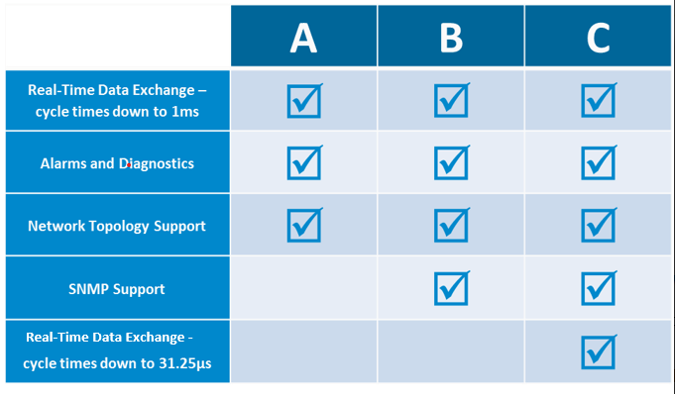 A B C
Real-Time Data Exchange –
cycle times down to 1ms
Alarms and Diagnostics
Network Topology Support
SNMP Support
Real-Time Data Exchange -
cycle times down to 31.25µs